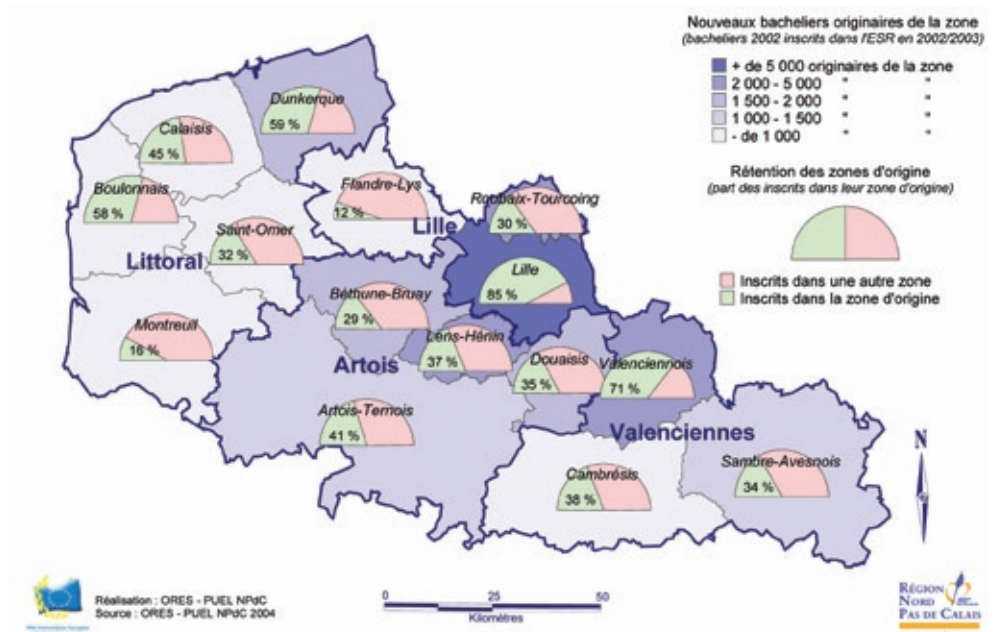 Nouveaux bacheliers originaires de la zone
(bacheliers 2002 inscrits dans l'ESR en 2002/2003)
+ de 5 000 originaires de la zone
2 000 - 5 000 " "
1 500 - 2 000 " "
1 000 - 1 500 " "
- de 1 000 " "
Rétention des zones d'origine
(part des inscrits dans leur zone d'origine)
Inscrits dans une autre zone
Inscrits dans la zone d'origine
Dunkerque
59 %
Calaisis
45 %
Boulonnais
58 %
Flandre-Lys
12 %
Roubaix-Tourcoing
30 %
Lille
Saint-Omer
32 %
Littoral
Lille
85 %
Béthune-Bruay
29 %
Montreuil
16 %
Lens-Hénin
37 %
Artois
Douaisis
35 %
Valenciennois
71 %
Artois-Ternois
41 %
Valenciennes
Cambrésis
38 %
Sambre-Avesnois
34 %
N
Réalisation : ORES - PUEL NPdC
Source : ORES - PUEL NPdC 2004
0 25 50
Kilomètres
RÉGION
NORD
PAS DE CALAIS